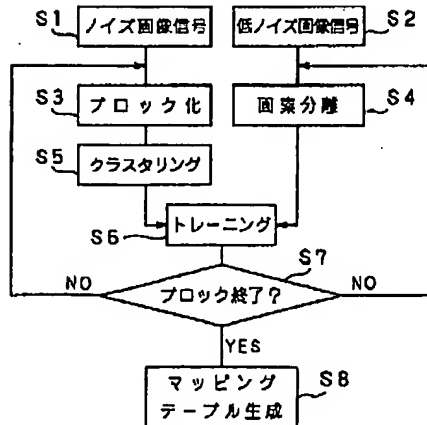 S1 ノイズ画像信号
低ノイズ画像信号 S2
S3 ブロック化
画素分離 S4
S5 クラスタリング
S6 トレーニング
S7
NO ブロック終了? NO
YES
マッピング
テーブル生成 S8